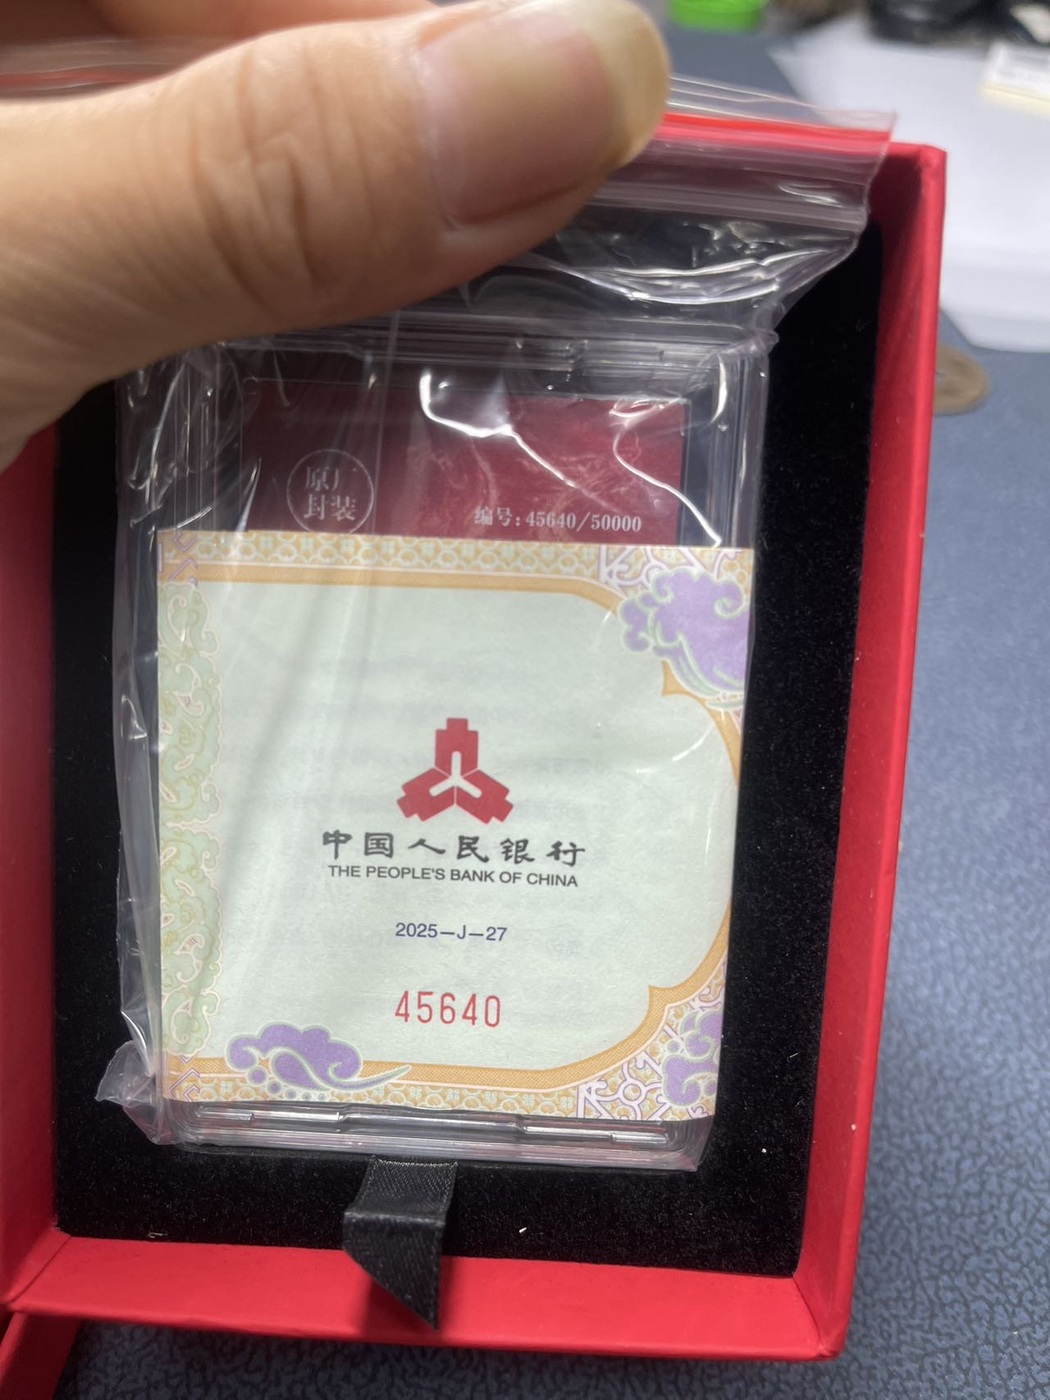 原厂
封装
编号:45640/50000
中国人民银行
THE PEOPLE'S BANK OF CHINA
2025-J-27
45640